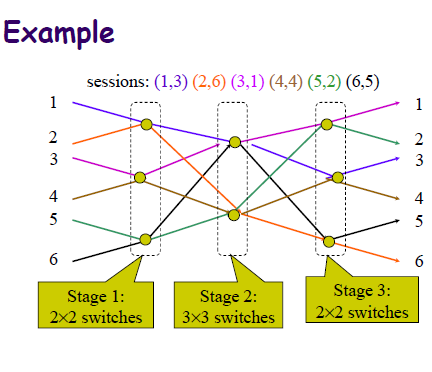 Example
sessions: (1,3) (2,6) (3,1) (4,4) (5,2) (6,5)
1
1
2
2
3
3
4
4
5
5
6
6
Stage 1:
2×2 switches
Stage 2:
3×3 switches
Stage 3:
2×2 switches